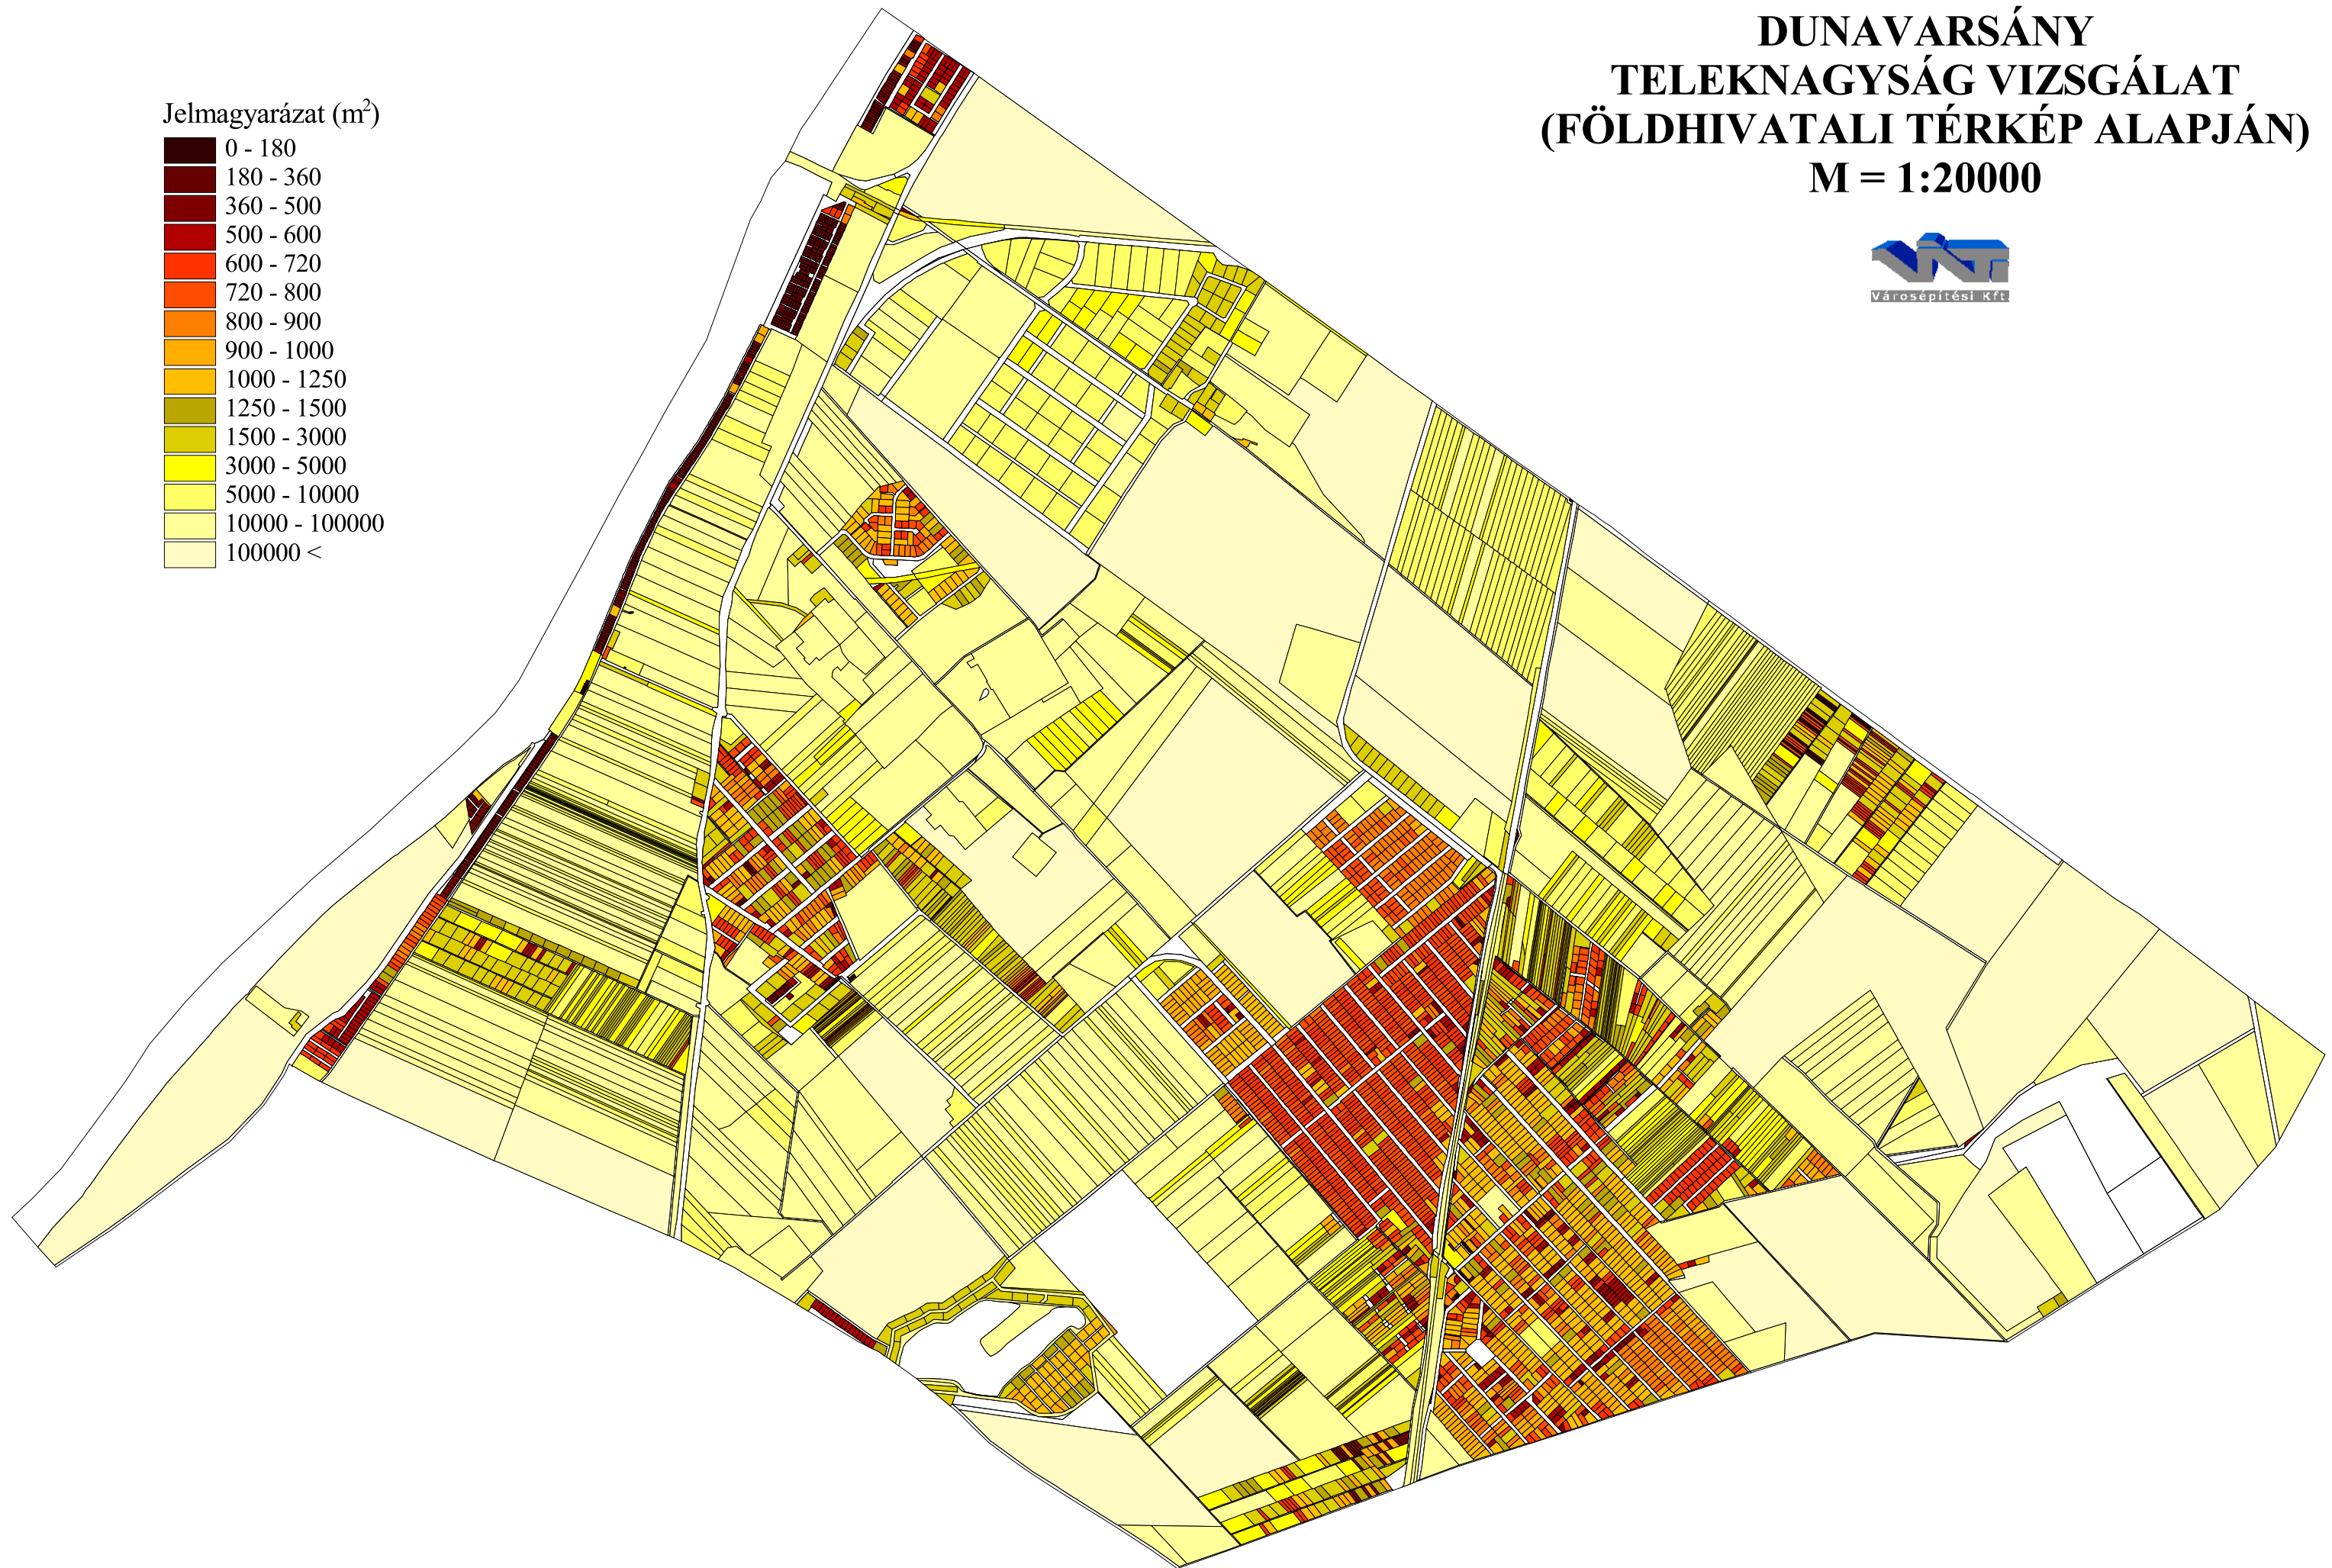 DUNAVARSÁNY
TELEKNAGYSÁG VIZSGÁLAT
(FÖLDHIVATALI TÉRKÉP ALAPJÁN)
M = 1:20000
VNT
Városépítési Kft.
Jelmagyarázat (m²)
0 - 180
180 - 360
360 - 500
500 - 600
600 - 720
720 - 800
800 - 900
900 - 1000
1000 - 1250
1250 - 1500
1500 - 3000
3000 - 5000
5000 - 10000
10000 - 100000
100000 <